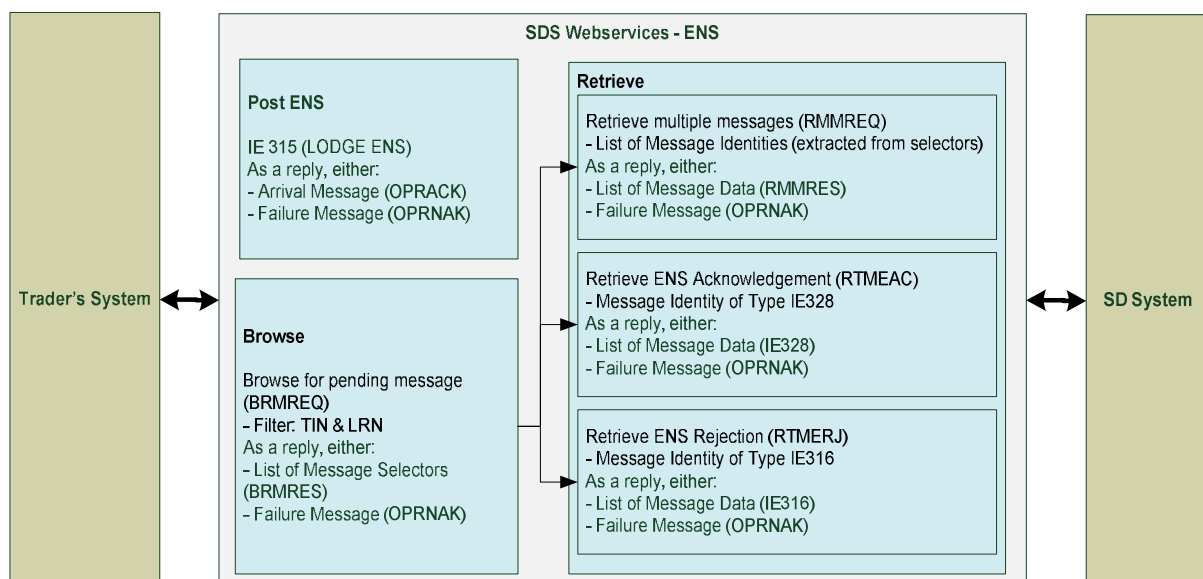 SDS Webservices - ENS
Trader's System
Post ENS
IE 315 (LODGE ENS)
As a reply, either:
- Arrival Message (OPRACK)
- Failure Message (OPRNAK)
Browse
Browse for pending message
(BRMREQ)
- Filter: TIN & LRN
As a reply, either:
- List of Message Selectors
(BRMRES)
- Failure Message (OPRNAK)
Retrieve
Retrieve multiple messages (RMMREQ)
- List of Message Identities (extracted from selectors)
As a reply, either:
- List of Message Data (RMMRES)
- Failure Message (OPRNAK)
Retrieve ENS Acknowledgement (RTMEAC)
- Message Identity of Type IE328
As a reply, either:
- List of Message Data (IE328)
- Failure Message (OPRNAK)
Retrieve ENS Rejection (RTMERJ)
- Message Identity of Type IE316
As a reply, either:
- List of Message Data (IE316)
- Failure Message (OPRNAK)
SD System